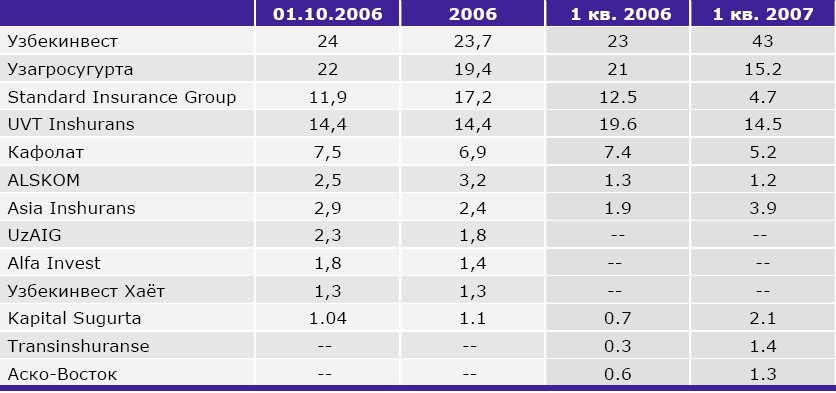 01.10.2006 2006 1 кв. 2006 1 кв. 2007
Узбекинвест 24 23,7 23 43
Узагросугурта 22 19,4 21 15.2
Standard Insurance Group 11,9 17,2 12.5 4.7
UVT Inshurans 14,4 14,4 19.6 14.5
Кафолат 7,5 6,9 7.4 5.2
ALSKOM 2,5 3,2 1.3 1.2
Asia Inshurans 2,9 2,4 1.9 3.9
UzAIG 2,3 1,8 -- --
Alfa Invest 1,8 1,4 -- --
Узбекинвест Хаёт 1,3 1,3 -- --
Kapital Sugurta 1.04 1.1 0.7 2.1
Transinshuranse -- -- 0.3 1.4
Аско-Восток -- -- 0.6 1.3